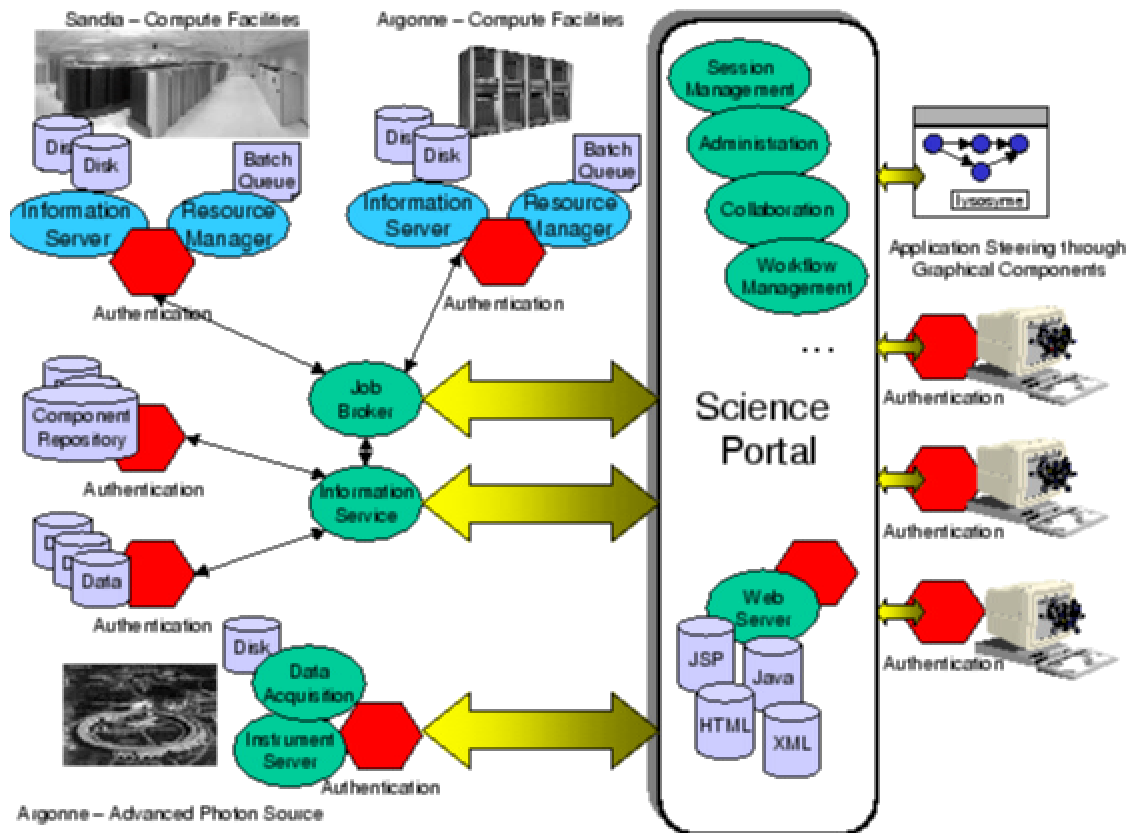 Sandia – Compute Facilities
Argonne – Compute Facilities
Disk
Disk
Batch
Queue
Information
Server
Resource
Manager
Authentication
Disk
Disk
Batch
Queue
Information
Server
Resource
Manager
Authentication
Component
Repository
Authentication
Data
Authentication
Job
Broker
Information
Service
Disk
Data
Acquisition
Instrument
Server
Authentication
Argonne – Advanced Photon Source
Session
Management
Administration
Collaboration
Workflow
Management
...
Science
Portal
Web
Server
JSP
Java
HTML
XML
lysosyme
Application Steering through
Graphical Components
Authentication
Authentication
Authentication